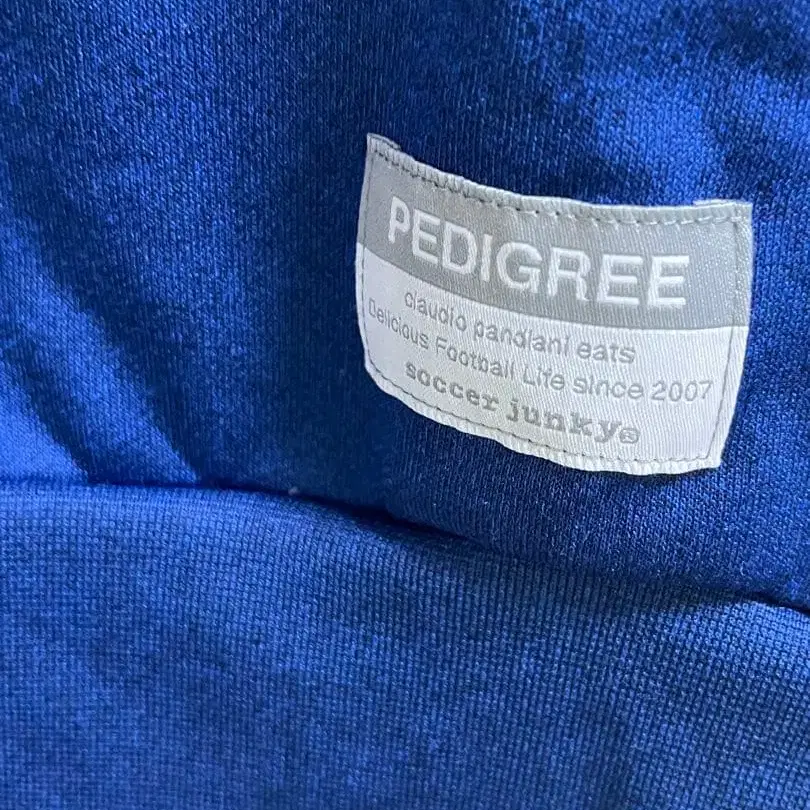 PEDIGREE
claudio pandiani eats
Delicious Football Life since 2007
soccer junky®